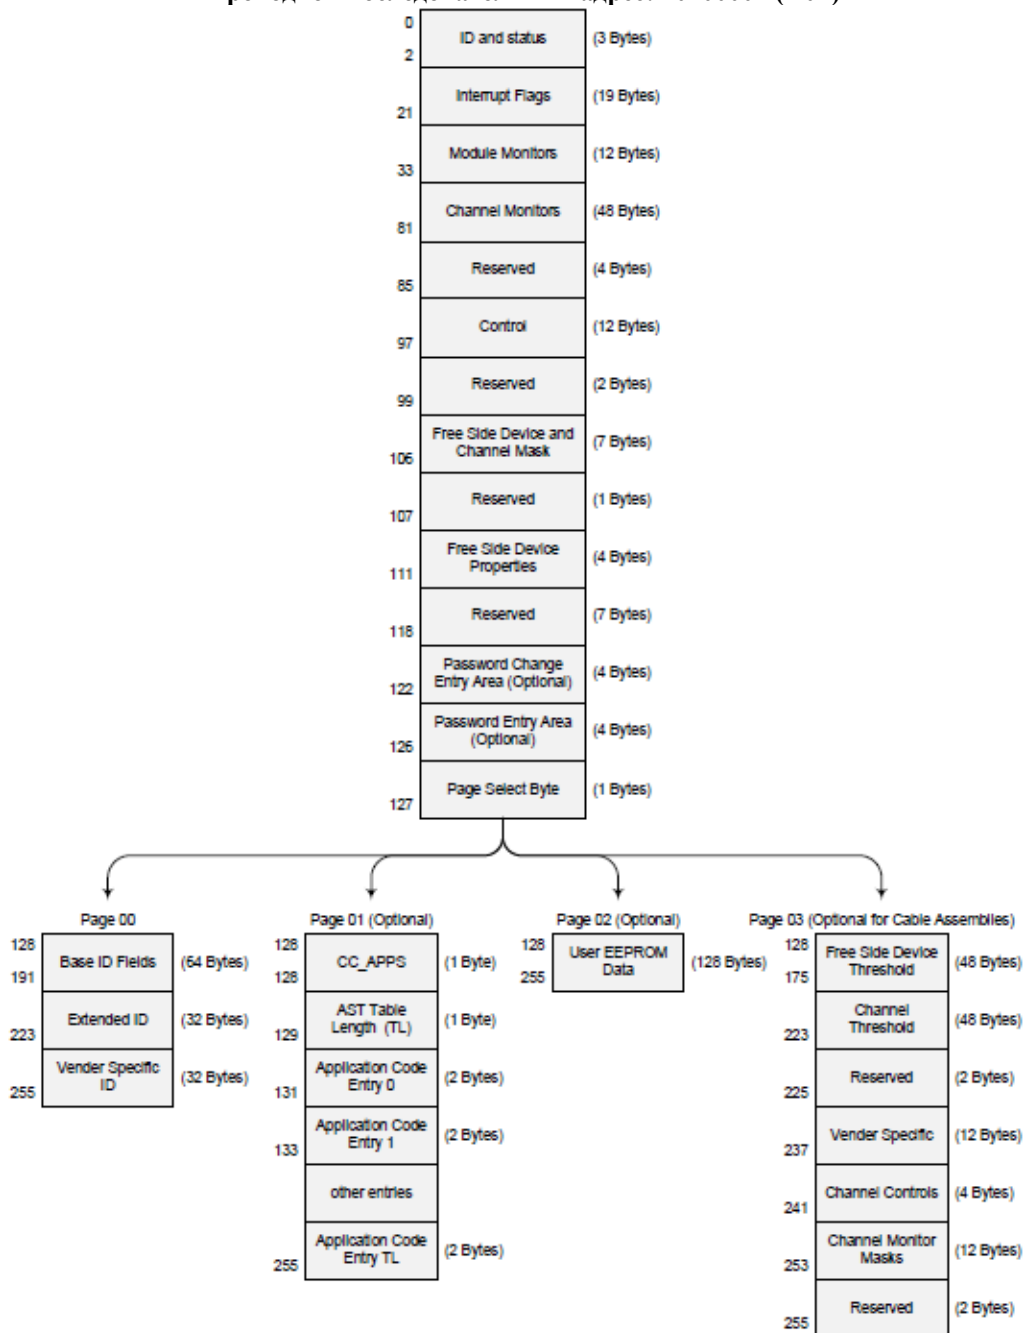 0
ID and status (3 Bytes)
2
Interrupt Flags (19 Bytes)
21
Module Monitors (12 Bytes)
33
Channel Monitors (48 Bytes)
81
Reserved (4 Bytes)
85
Control (12 Bytes)
97
Reserved (2 Bytes)
99
Free Side Device and
Channel Mask (7 Bytes)
106
Reserved (1 Bytes)
107
Free Side Device
Properties (4 Bytes)
111
Reserved (7 Bytes)
118
Password Change
Entry Area (Optional) (4 Bytes)
122
Password Entry Area
(Optional) (4 Bytes)
126
Page Select Byte (1 Bytes)
127
Page 00
128
Base ID Fields (64 Bytes)
191
Extended ID (32 Bytes)
223
Vender Specific
ID (32 Bytes)
255
Page 01 (Optional)
128
CC_APPS (1 Byte)
128
AST Table
Length (TL) (1 Byte)
129
Application Code
Entry 0 (2 Bytes)
131
Application Code
Entry 1 (2 Bytes)
133
other entries
Application Code
Entry TL (2 Bytes)
255
Page 02 (Optional)
128
User EEPROM
Data (128 Bytes)
255
Page 03 (Optional for Cable Assemblies)
128
Free Side Device
Threshold (48 Bytes)
175
Channel
Threshold (48 Bytes)
223
Reserved (2 Bytes)
225
Vender Specific (12 Bytes)
237
Channel Controls (4 Bytes)
241
Channel Monitor
Masks (12 Bytes)
253
Reserved (2 Bytes)
255